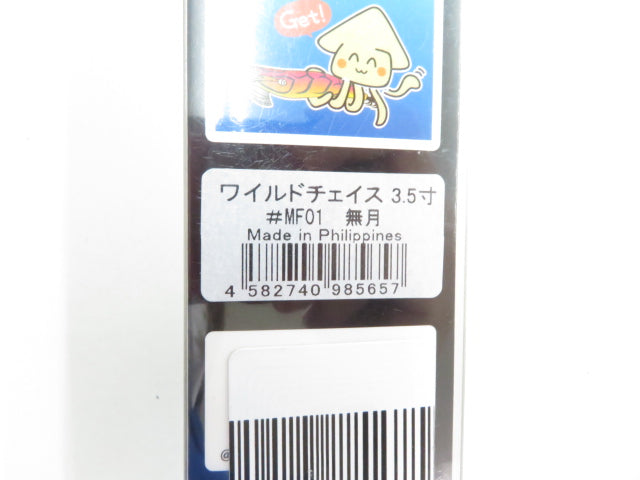 Get!
ワイルドチェイス 3.5寸
#MF01 無月
Made in Philippines
4 582740 985657
@